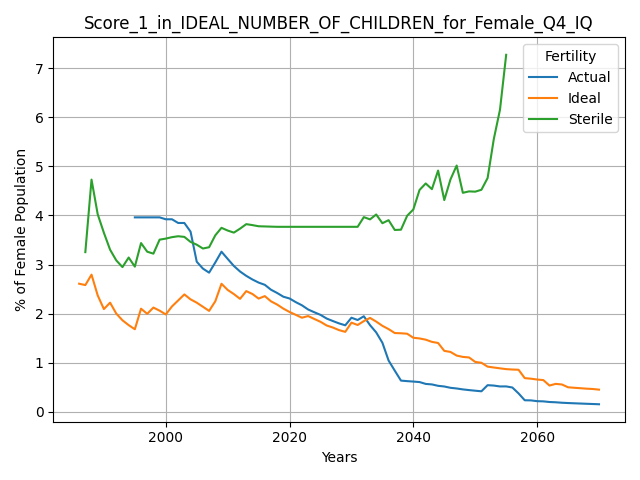 Score_1_in_IDEAL_NUMBER_OF_CHILDREN_for_Female_Q4_IQ
Fertility
Actual
Ideal
Sterile
% of Female Population
7
6
5
4
3
2
1
0
2000
2020
2040
2060
Years